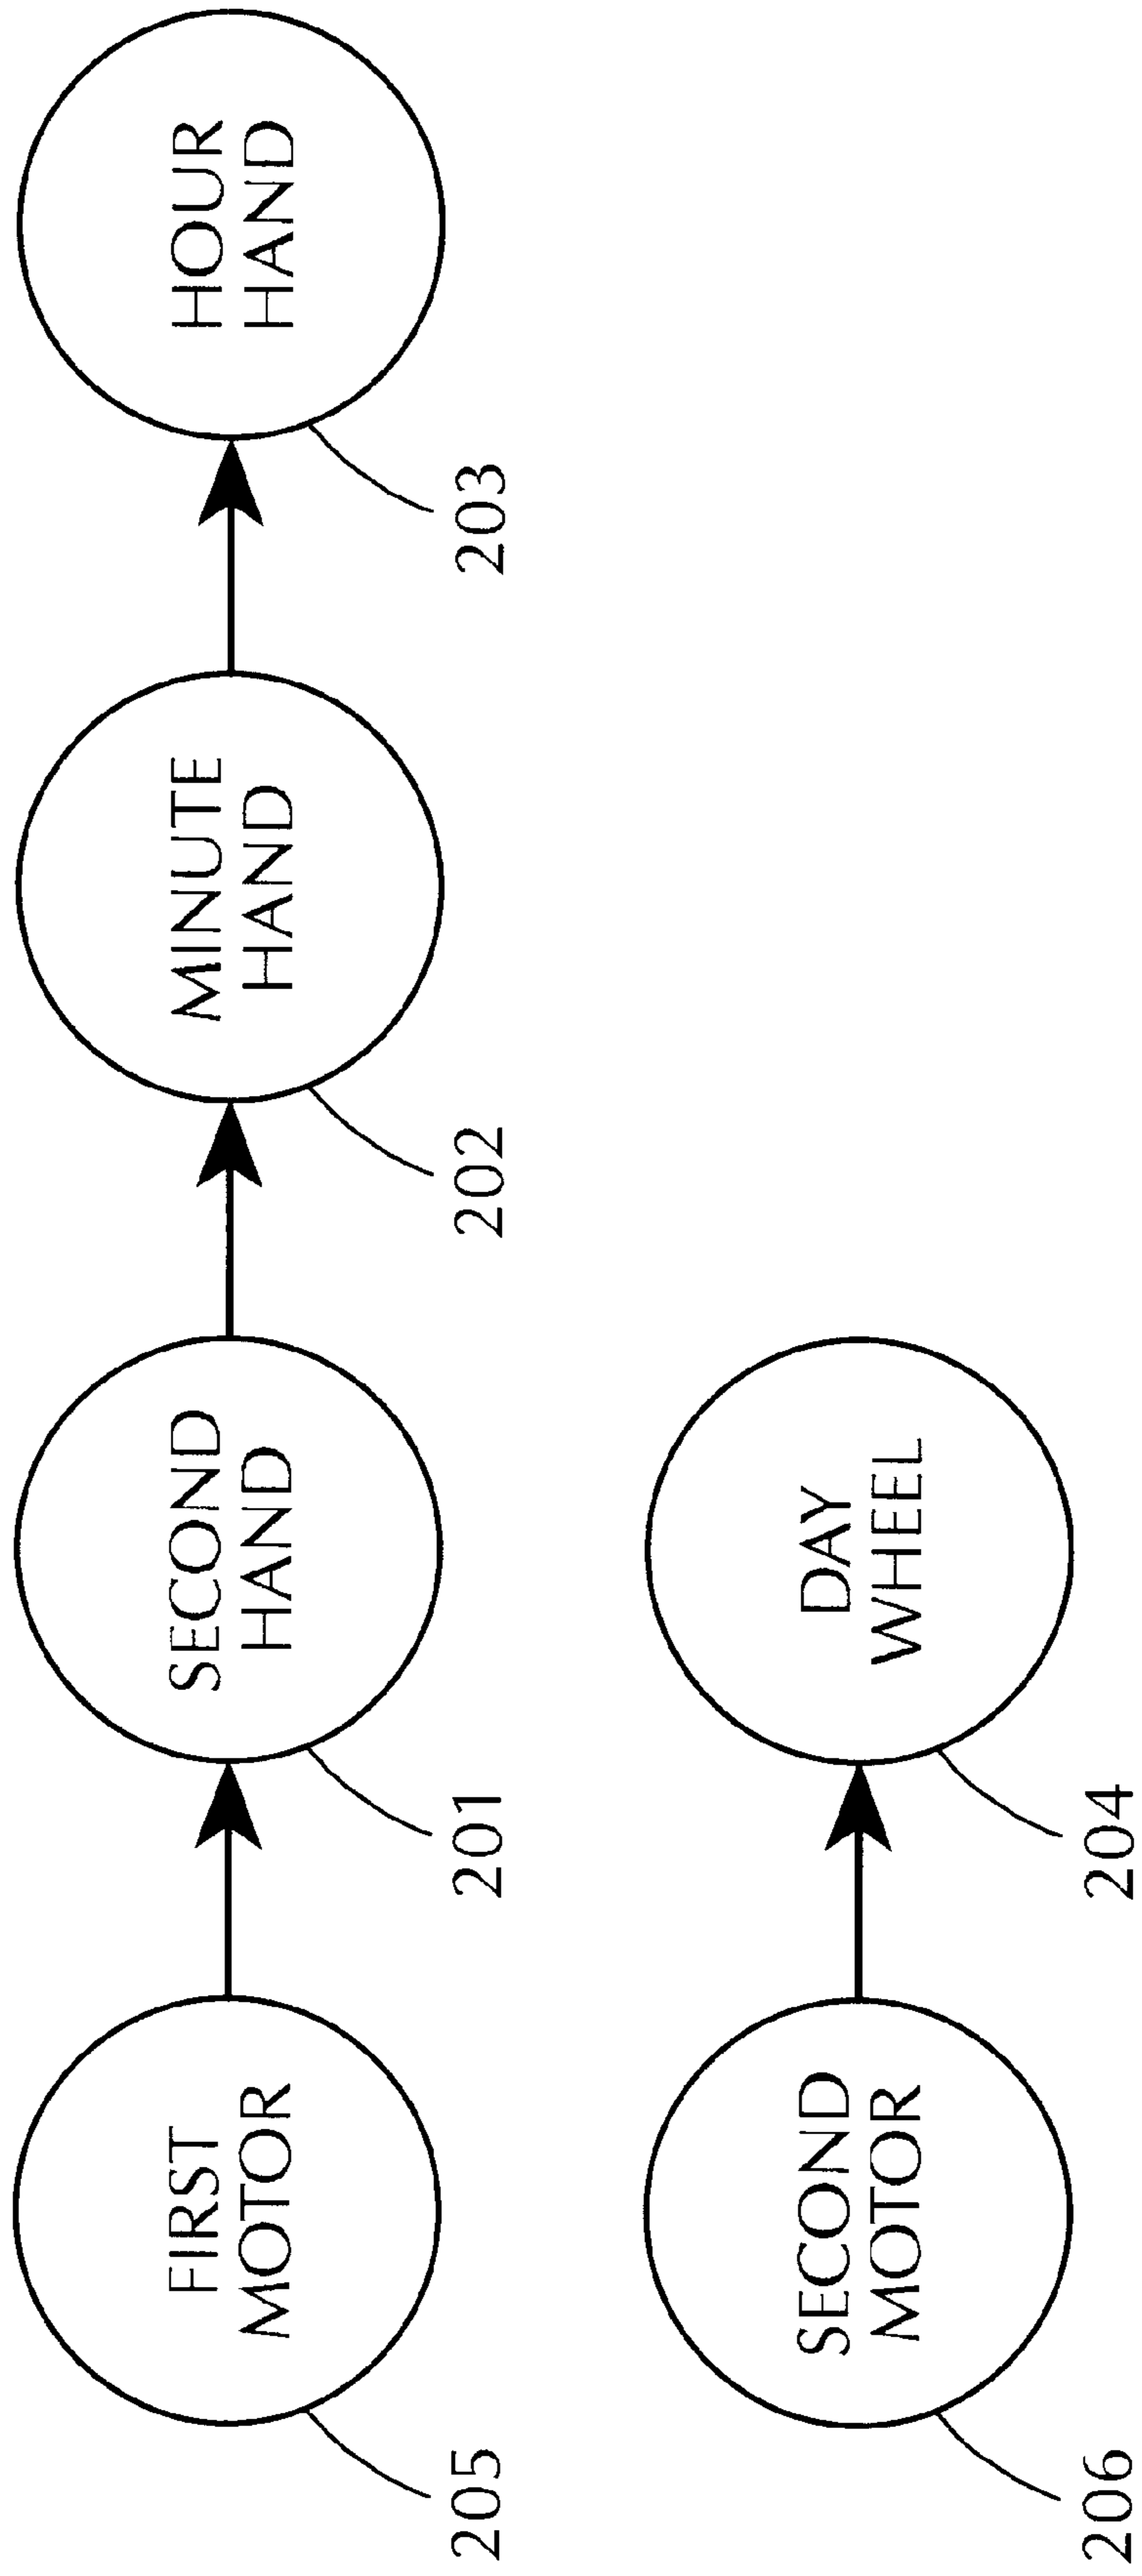 FIRST
MOTOR
205
SECOND
HAND
201
MINUTE
HAND
202
HOUR
HAND
203
SECOND
MOTOR
206
DAY
WHEEL
204